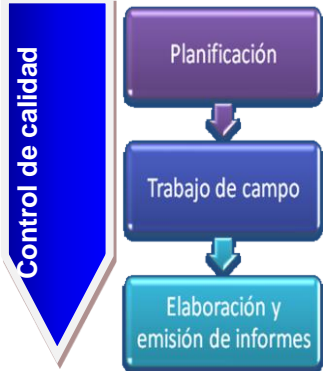 Control de calidad
Planificación
Trabajo de campo
Elaboración y
emisión de informes